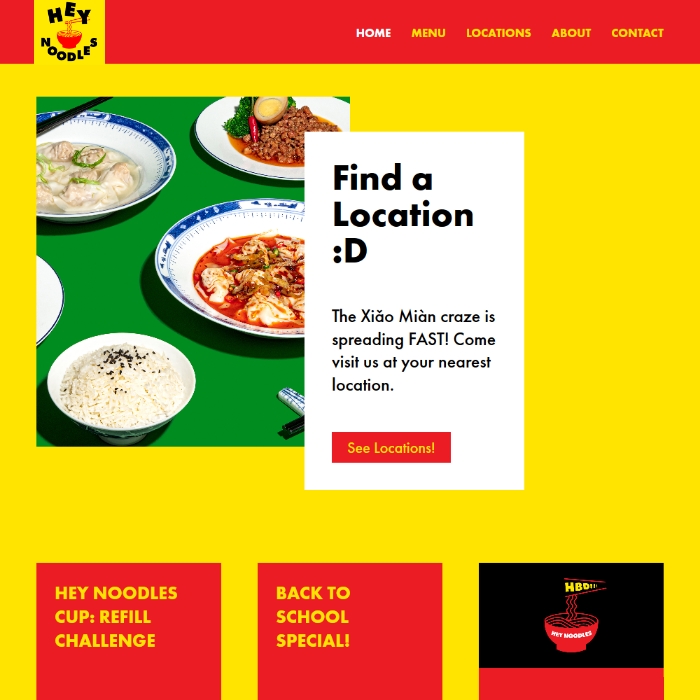 HEY
NOODLES
HOME MENU LOCATIONS ABOUT CONTACT
Find a
Location
:D
The Xiǎo Miàn craze is
spreading FAST! Come
visit us at your nearest
location.
See Locations!
HEY NOODLES
CUP: REFILL
CHALLENGE
BACK TO
SCHOOL
SPECIAL!
HBD!!!
HEY NOODLES